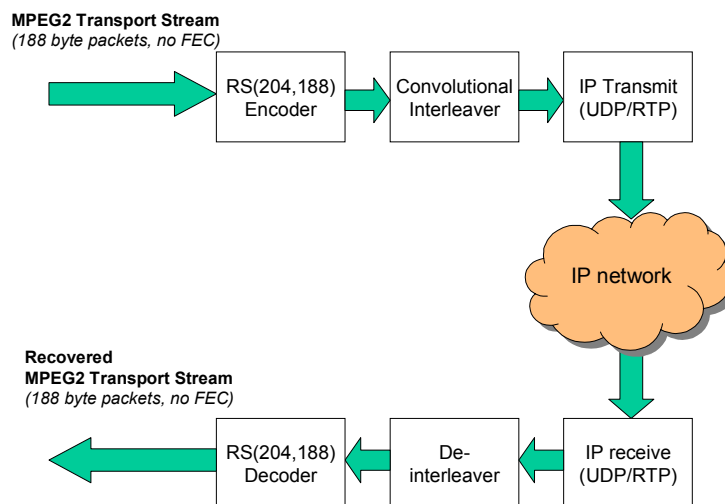 MPEG2 Transport Stream
(188 byte packets, no FEC)
RS(204,188)
Encoder
Convolutional
Interleaver
IP Transmit
(UDP/RTP)
IP network
Recovered
MPEG2 Transport Stream
(188 byte packets, no FEC)
RS(204,188)
Decoder
De-
interleaver
IP receive
(UDP/RTP)